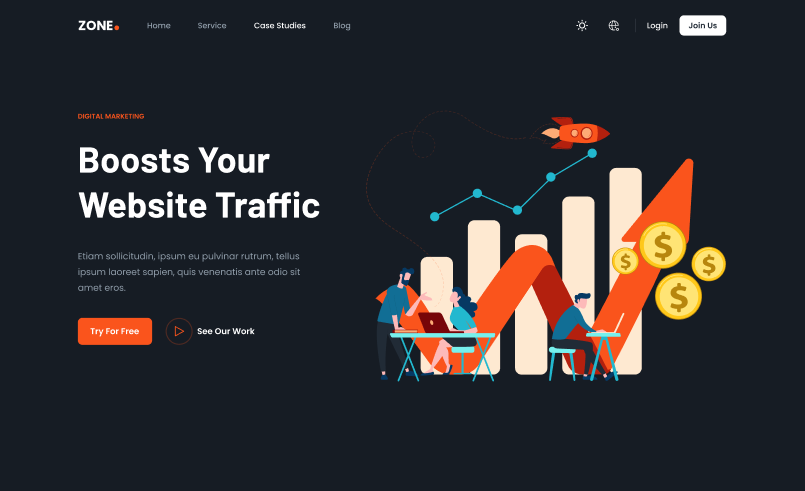 ZONE.
Home Service Case Studies Blog
Login Join Us
DIGITAL MARKETING
Boosts Your
Website Traffic
Etiam sollicitudin, ipsum eu pulvinar rutrum, tellus
ipsum laoreet sapien, quis venenatis ante odio sit
amet eros.
Try For Free
See Our Work
$
$
$
$